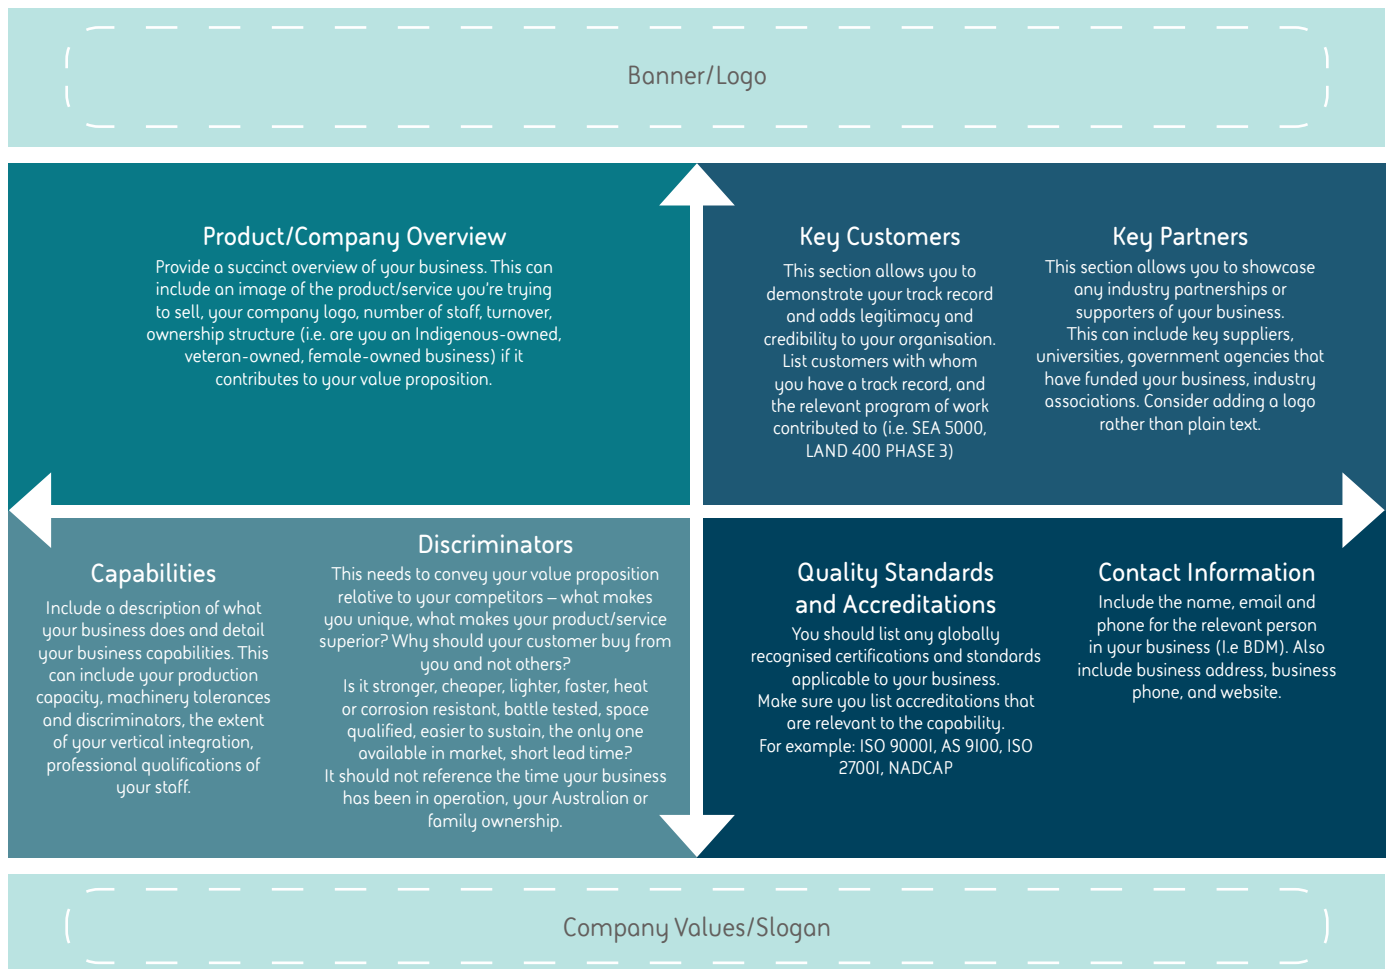 Banner/Logo
Product/Company Overview
Provide a succinct overview of your business. This can
include an image of the product/service you're trying
to sell, your company logo, number of staff, turnover,
ownership structure (i.e. are you an Indigenous-owned,
veteran-owned, female-owned business) if it
contributes to your value proposition.
Key Customers
This section allows you to
demonstrate your track record
and adds legitimacy and
credibility to your organisation.
List customers with whom
you have a track record, and
the relevant program of work
contributed to (i.e. SEA 5000,
LAND 400 PHASE 3)
Key Partners
This section allows you to showcase
any industry partnerships or
supporters of your business.
This can include key suppliers,
universities, government agencies that
have funded your business, industry
associations. Consider adding a logo
rather than plain text.
Capabilities
Include a description of what
your business does and detail
your business capabilities. This
can include your production
capacity, machinery tolerances
and discriminators, the extent
of your vertical integration,
professional qualifications of
your staff.
Discriminators
This needs to convey your value proposition
relative to your competitors – what makes
you unique, what makes your product/service
superior? Why should your customer buy from
you and not others?
Is it stronger, cheaper, lighter, faster, heat
or corrosion resistant, battle tested, space
qualified, easier to sustain, the only one
available in market, short lead time?
It should not reference the time your business
has been in operation, your Australian or
family ownership.
Quality Standards
and Accreditations
You should list any globally
recognised certifications and standards
applicable to your business.
Make sure you list accreditations that
are relevant to the capability.
For example: ISO 90001, AS 9100, ISO
27001, NADCAP
Contact Information
Include the name, email and
phone for the relevant person
in your business (I.e BDM). Also
include business address, business
phone, and website.
Company Values/Slogan